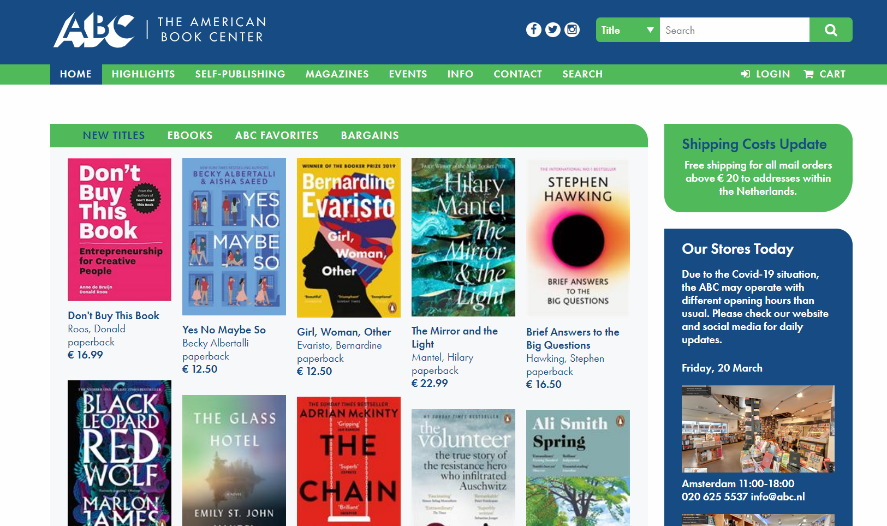 ABC
THE AMERICAN
BOOK CENTER
Title
Search
HOME
HIGHLIGHTS
SELF-PUBLISHING
MAGAZINES
EVENTS
INFO
CONTACT
SEARCH
LOGIN
CART
NEW TITLES
EBOOKS
ABC FAVORITES
BARGAINS
Don't
Buy
This
Book
Entrepreneurship
for Creative
People
Anne de Bruijn
Donald Roos
Don't Buy This Book
Roos, Donald
paperback
€ 16.99
BECKY ALBERTALLI
& AISHA SAEED
YES
NO
MAYBE
SO
Yes No Maybe So
Becky Albertalli
paperback
€ 12.50
WINNER OF THE BOOKER PRIZE 2019
Bernardine
Evaristo
Girl,
Woman,
Other
Girl, Woman, Other
Evaristo, Bernardine
paperback
€ 12.50
Hilary
Mantel
The
Mirror
& the
Light
The Mirror and the
Light
Mantel, Hilary
paperback
€ 22.99
STEPHEN
HAWKING
BRIEF ANSWERS
TO THE
BIG QUESTIONS
Brief Answers to the
Big Questions
Hawking, Stephen
paperback
€ 16.50
BLACK
LEOPARD
RED
WOLF
MARLON
JAMES
THE GLASS
HOTEL
EMILY ST. JOHN
ADRIAN McKINTY
THE
CHAIN
the
volunteer
the true story of
the resistance hero
who infiltrated
Auschwitz
Ali Smith
Spring
Shipping Costs Update
Free shipping for all mail orders
above € 20 to addresses within
the Netherlands.
Our Stores Today
Due to the Covid-19 situation,
the ABC may operate with
different opening hours than
usual. Please check our website
and social media for daily
updates.
Friday, 20 March
Amsterdam 11:00-18:00
020 625 5537 info@abc.nl